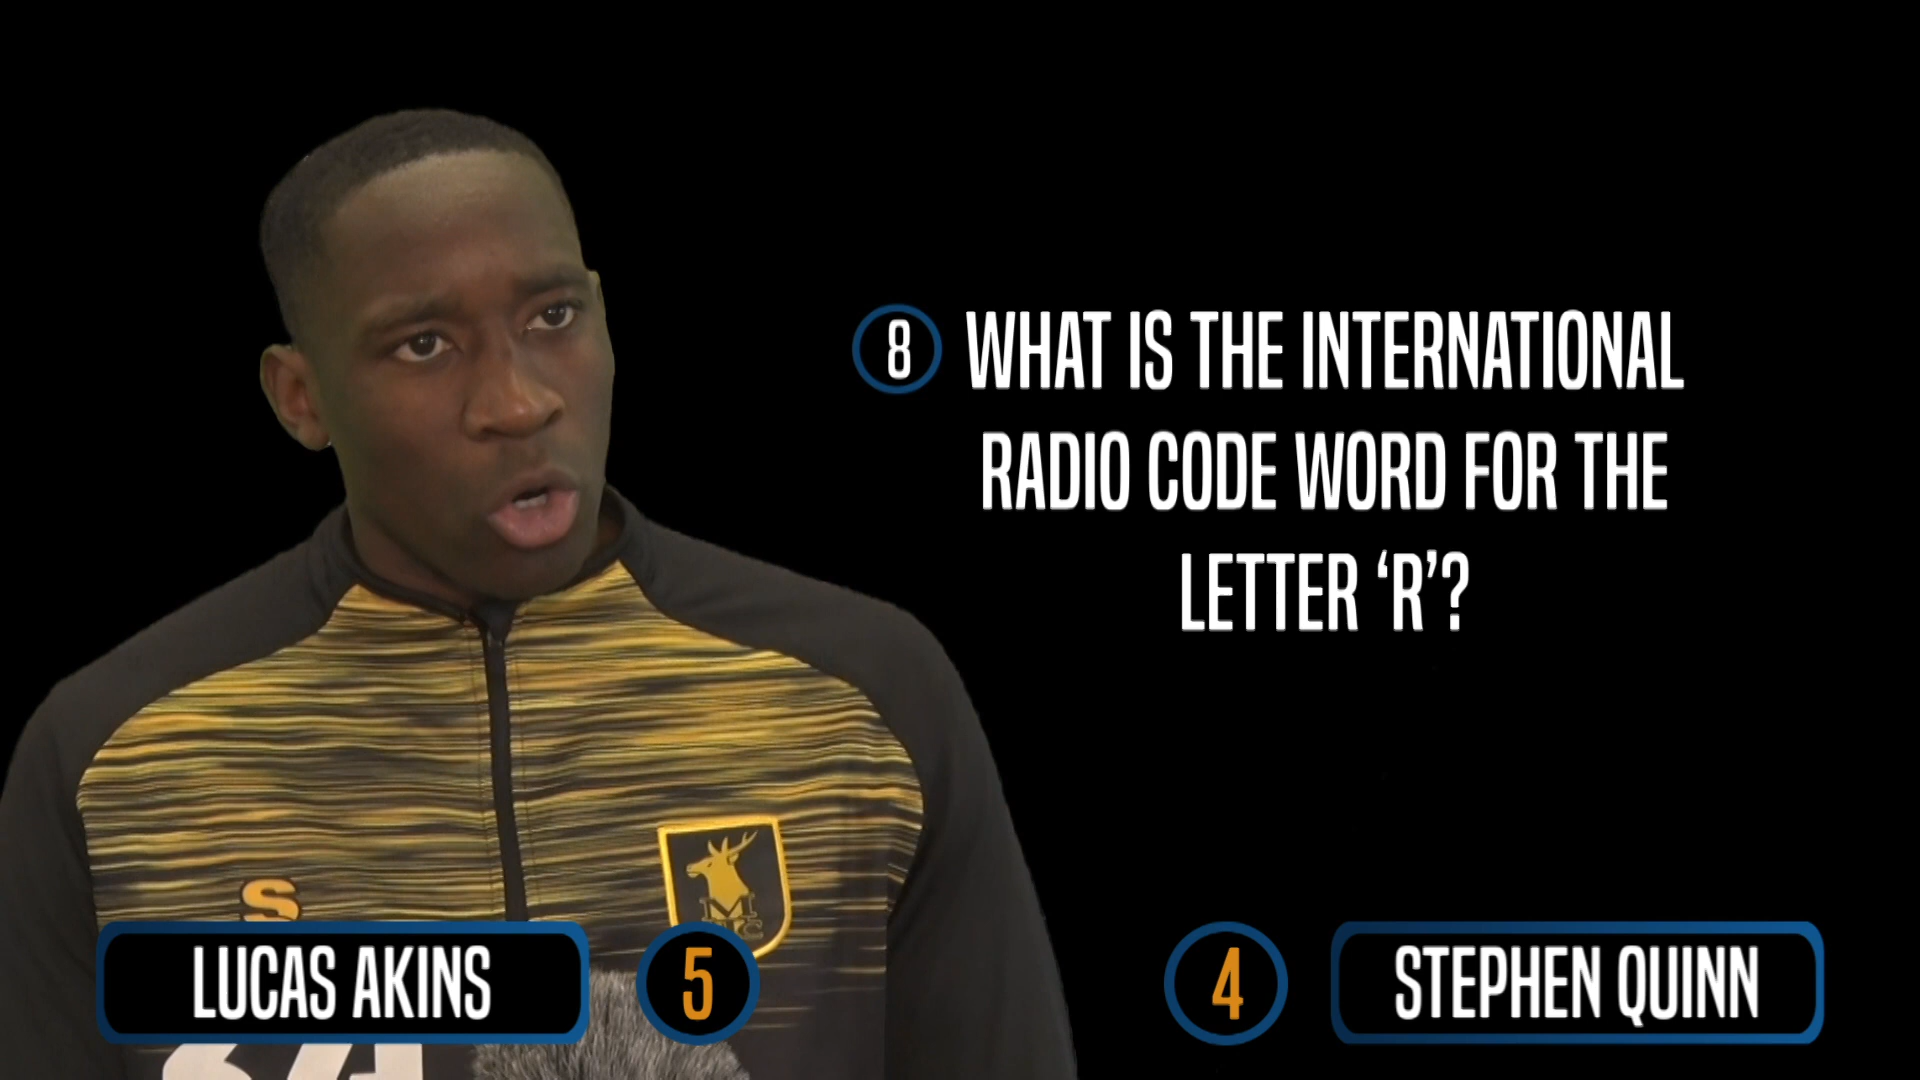 8 WHAT IS THE INTERNATIONAL
RADIO CODE WORD FOR THE
LETTER ‘R’?
S
M
LUCAS AKINS 5 4 STEPHEN QUINN